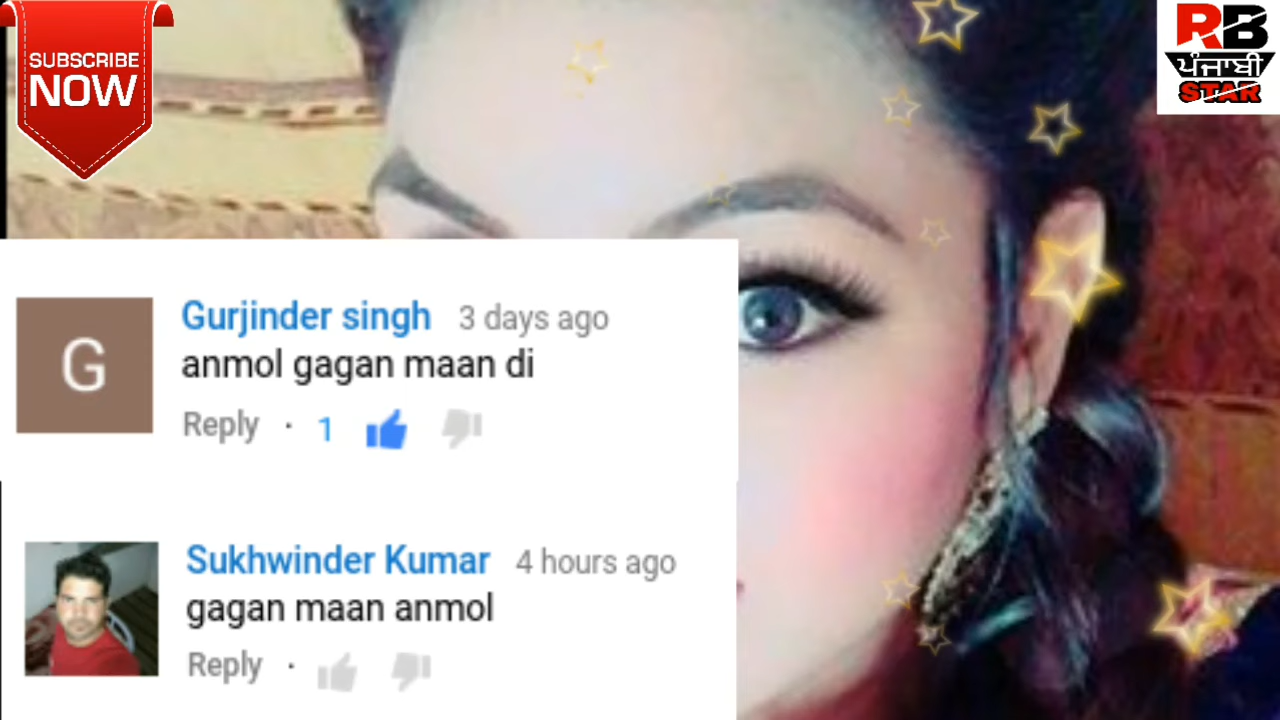 SUBSCRIBE
NOW
RB
ਪੰਜਾਬੀ
STAR
G
Gurjinder singh 3 days ago
anmol gagan maan di
Reply · 1
Sukhwinder Kumar 4 hours ago
gagan maan anmol
Reply ·